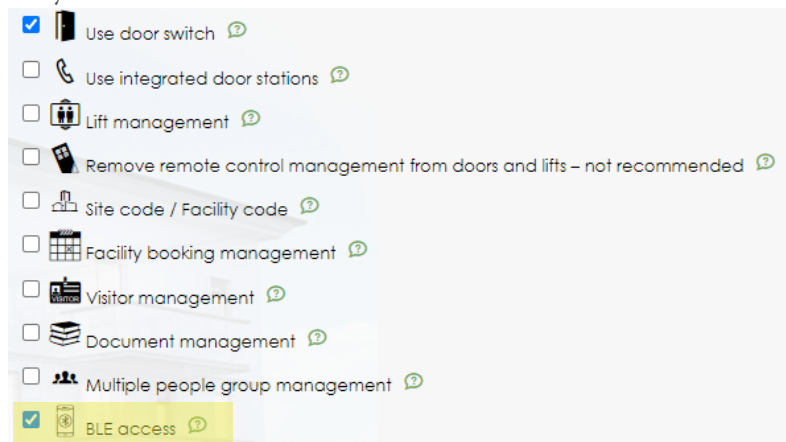 Use door switch
Use integrated door stations
Lift management
Remove remote control management from doors and lifts – not recommended
Site code / Facility code
Facility booking management
VISITOR
Visitor management
Document management
Multiple people group management
BLE access